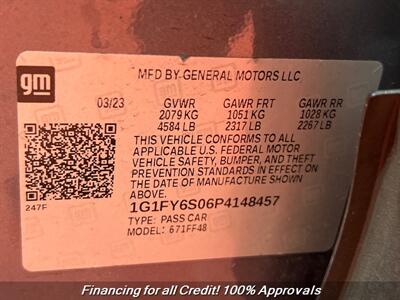 gm
MFD BY GENERAL MOTORS LLC
03/23 GVWR GAWR FRT GAWR RR
2079 KG 1051 KG 1028 KG
4584 LB 2317 LB 2267 LB
THIS VEHICLE CONFORMS TO ALL
APPLICABLE U.S. FEDERAL MOTOR
VEHICLE SAFETY, BUMPER, AND THEFT
PREVENTION STANDARDS IN EFFECT ON
THE DATE OF MANUFACTURE SHOWN ABOVE.
247F
1G1FY6S06P4148457
TYPE: PASS CAR
MODEL: 671FF48
Financing for all Credit! 100% Approvals